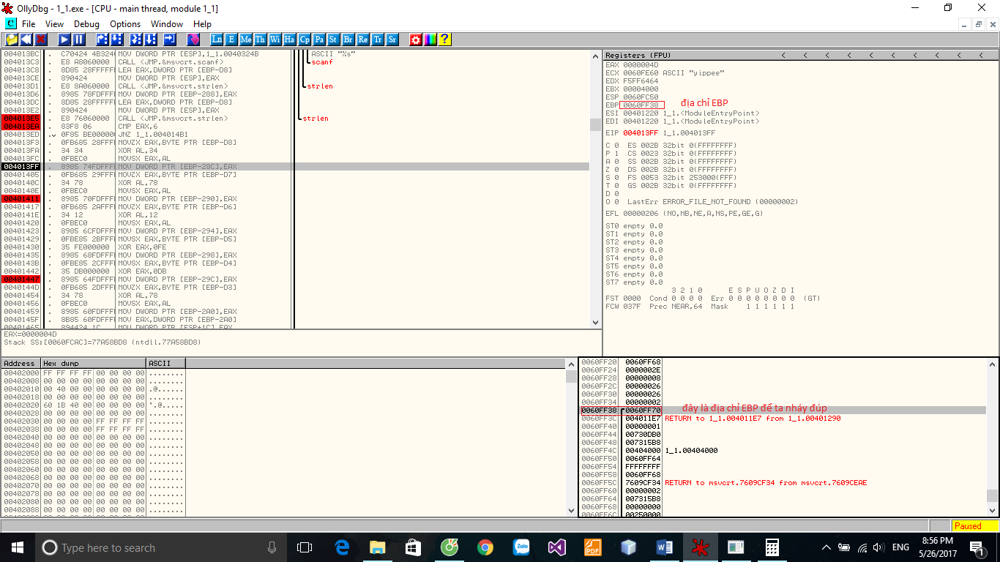 OllyDbg - 1_1.exe - [CPU - main thread, module 1_1]
C File View Debug Options Window Help
Ln E Me Th Wi Ha Cp Pa St Br Re Tr Sr ?
004013BC . C70424 4B324 MOV DWORD PTR [ESP],1_1.0040324B ASCII "%s"
004013C3 . E8 A8060000 CALL <JMP.&msvcrt.scanf> scanf
004013C8 . 8D85 28FFFFF LEA EAX,DWORD PTR [EBP-D8]
004013CE . 890424 MOV DWORD PTR [ESP],EAX
004013D1 . E8 8A060000 CALL <JMP.&msvcrt.strlen> strlen
004013D6 . 8985 78FDFFF MOV DWORD PTR [EBP-288],EAX
004013DC . 8D85 28FFFFF LEA EAX,DWORD PTR [EBP-D8]
004013E2 . 890424 MOV DWORD PTR [ESP],EAX
004013E5 . E8 76060000 CALL <JMP.&msvcrt.strlen> strlen
004013EA . 83F8 06 CMP EAX,6
004013ED . 0F85 BE00000 JNZ 1_1.004014B1
004013F3 . 0FB685 28FFF MOVZX EAX,BYTE PTR [EBP-D8]
004013FA . 34 34 XOR AL,34
004013FC . 0FBEC0 MOVSX EAX,AL
004013FF . 8985 74FDFFF MOV DWORD PTR [EBP-28C],EAX
00401405 . 0FB685 29FFF MOVZX EAX,BYTE PTR [EBP-D7]
0040140C . 34 78 XOR AL,78
0040140E . 0FBEC0 MOVSX EAX,AL
00401411 . 8985 70FDFFF MOV DWORD PTR [EBP-290],EAX
00401417 . 0FB685 2AFFF MOVZX EAX,BYTE PTR [EBP-D6]
0040141E . 34 12 XOR AL,12
00401420 . 0FBEC0 MOVSX EAX,AL
00401423 . 8985 6CFDFFF MOV DWORD PTR [EBP-294],EAX
00401429 . 0FBE85 2BFFF MOVSX EAX,BYTE PTR [EBP-D5]
00401430 . 35 FE000000 XOR EAX,0FE
00401435 . 8985 68FDFFF MOV DWORD PTR [EBP-298],EAX
0040143B . 0FBE85 2CFFF MOVSX EAX,BYTE PTR [EBP-D4]
00401442 . 35 DB000000 XOR EAX,0DB
00401447 . 8985 64FDFFF MOV DWORD PTR [EBP-29C],EAX
0040144D . 0FB685 2DFFF MOVZX EAX,BYTE PTR [EBP-D3]
00401454 . 34 78 XOR AL,78
00401456 . 0FBEC0 MOVSX EAX,AL
00401459 . 8985 60FDFFF MOV DWORD PTR [EBP-2A0],EAX
0040145F . 8B85 60FDFFF MOV EAX,DWORD PTR [EBP-2A0]
00401465 . 894424 1C MOV DWORD PTR [ESP+1C],EAX
EAX=0000004D
Stack SS:[0060FCAC]=77A58BD8 (ntdll.77A58BD8)
Registers (FPU) < < < < < < < < < <
EAX 0000004D
ECX 0060FE60 ASCII "yippee"
EDX F5FF6464
EBX 00004000
ESP 0060FC50
EBP 0060FF38 địa chỉ EBP
ESI 00401220 1_1.<ModuleEntryPoint>
EDI 00401220 1_1.<ModuleEntryPoint>
EIP 004013FF 1_1.004013FF
C 0 ES 002B 32bit 0(FFFFFFFF)
P 1 CS 0023 32bit 0(FFFFFFFF)
A 0 SS 002B 32bit 0(FFFFFFFF)
Z 0 DS 002B 32bit 0(FFFFFFFF)
S 0 FS 0053 32bit 253000(FFF)
T 0 GS 002B 32bit 0(FFFFFFFF)
D 0
O 0 LastErr ERROR_FILE_NOT_FOUND (00000002)
EFL 00000206 (NO,NB,NE,A,NS,PE,GE,G)
ST0 empty 0.0
ST1 empty 0.0
ST2 empty 0.0
ST3 empty 0.0
ST4 empty 0.0
ST5 empty 0.0
ST6 empty 0.0
ST7 empty 0.0
3 2 1 0 E S P U O Z D I
FST 0000 Cond 0 0 0 0 Err 0 0 0 0 0 0 0 0 (GT)
FCW 037F Prec NEAR,64 Mask 1 1 1 1 1 1
Address Hex dump ASCII
00402000 FF FF FF FF 00 00 00 00 ........
00402008 00 00 00 00 00 00 00 00 ........
00402010 00 40 00 00 00 00 00 00 .@......
00402018 00 00 00 00 00 00 00 00 ........
00402020 60 1B 40 00 00 00 00 00 `.@.....
00402028 00 00 00 00 00 00 00 00 ........
00402030 00 00 00 00 FF FF FF FF ........
00402038 00 00 00 00 FF FF FF FF ........
00402040 00 00 00 00 00 00 00 00 ........
00402048 00 00 00 00 00 00 00 00 ........
00402050 00 00 00 00 00 00 00 00 ........
00402058 00 00 00 00 00 00 00 00 ........
00402060 00 00 00 00 00 00 00 00 ........
00402068 00 00 00 00 00 00 00 00 ........
00402070 00 00 00 00 00 00 00 00 ........
00402078 00 00 00 00 00 00 00 00 ........
00402080 00 00 00 00 00 00 00 00 ........
00402088 00 00 00 00 00 00 00 00 ........
0060FF20 0060FF68
0060FF24 0000002E
0060FF28 00000008
0060FF2C 00000026
0060FF30 00000026
0060FF34 00000002
0060FF38 0060FF70 đây là địa chỉ EBP để ta nháy đúp
0060FF3C 004011E7 RETURN to 1_1.004011E7 from 1_1.00401290
0060FF40 00000001
0060FF44 00730DB0
0060FF48 007315B8
0060FF4C 00404000 1_1.00404000
0060FF50 0060FF64
0060FF54 FFFFFFFF
0060FF58 0060FF68
0060FF5C 7609CF34 RETURN to msvcrt.7609CF34 from msvcrt.7609CEAE
0060FF60 00000002
0060FF64 007315B8
0060FF68 00000000
0060FF6C 00250000
Paused
Type here to search
Zalo
PDF
ENG
8:56 PM
5/26/2017
1